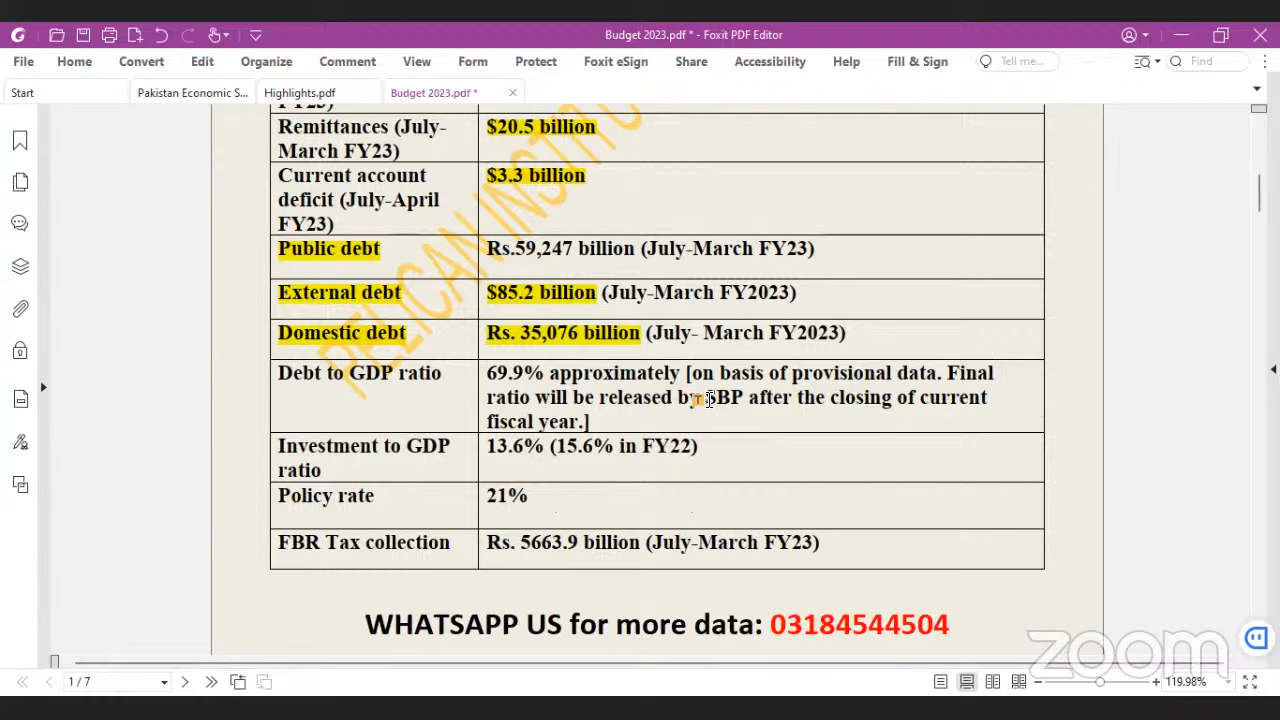 Budget 2023.pdf * - Foxit PDF Editor
File Home Convert Edit Organize Comment View Form Protect Foxit eSign Share Accessibility Help Fill & Sign Tell me... Find
Start Pakistan Economic S... Highlights.pdf Budget 2023.pdf *
FY23)
Remittances (July-
March FY23)
$20.5 billion
Current account
deficit (July-April
FY23)
$3.3 billion
Public debt
Rs.59,247 billion (July-March FY23)
External debt
$85.2 billion (July-March FY2023)
Domestic debt
Rs. 35,076 billion (July- March FY2023)
Debt to GDP ratio
69.9% approximately [on basis of provisional data. Final
ratio will be released by SBP after the closing of current
fiscal year.]
Investment to GDP
ratio
13.6% (15.6% in FY22)
Policy rate
21%
FBR Tax collection
Rs. 5663.9 billion (July-March FY23)
PELICAN INSTITU
WHATSAPP US for more data: 03184544504
zoom
1 / 7
119.98%